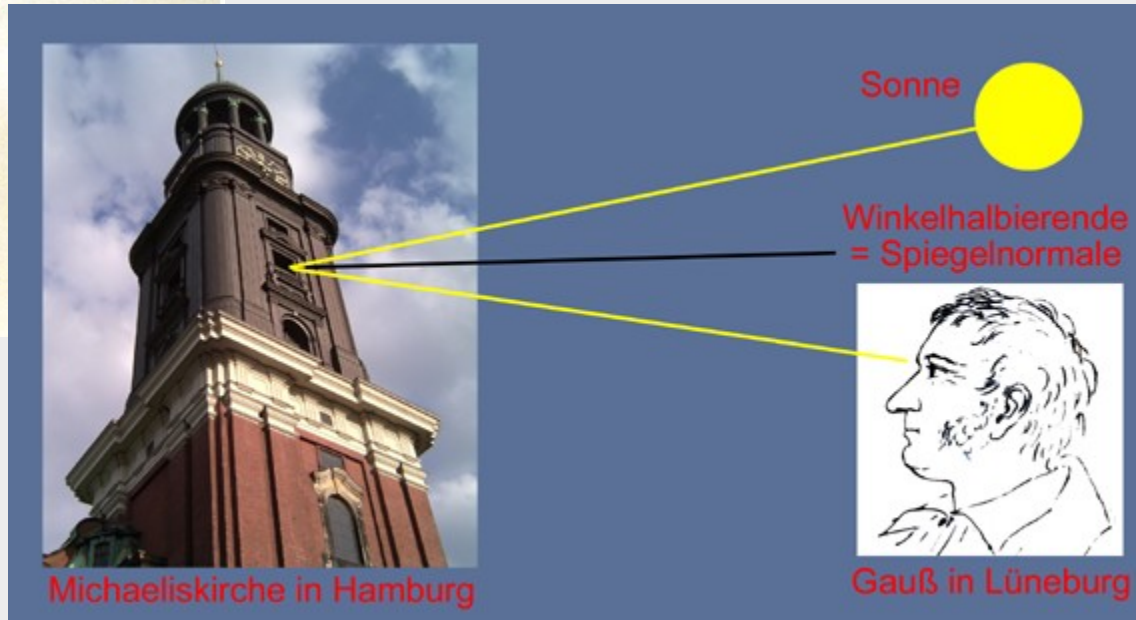 Sonne
Winkelhalbierende
= Spiegelnormale
Michaeliskirche in Hamburg
Gauß in Lüneburg